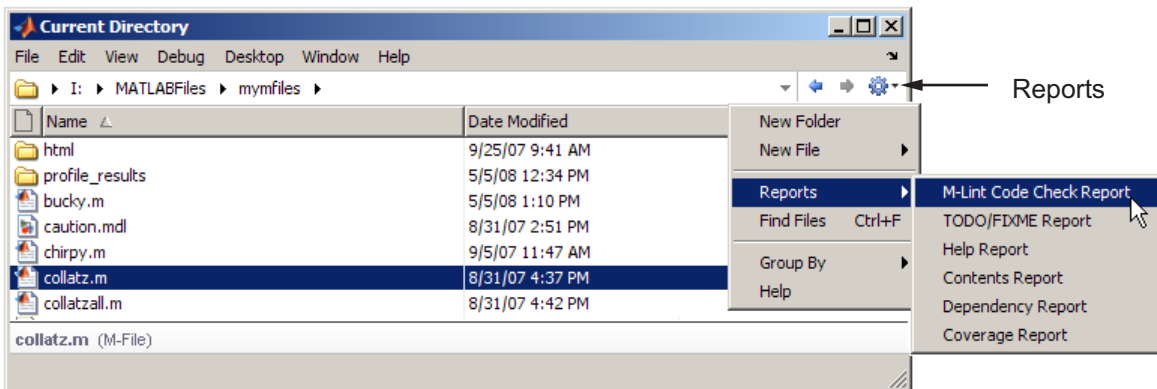 Current Directory
File Edit View Debug Desktop Window Help
I: MATLABFiles mymfiles
Reports
Name Date Modified
html 9/25/07 9:41 AM
profile_results 5/5/08 12:34 PM
bucky.m 5/5/08 1:10 PM
caution.mdl 8/31/07 2:51 PM
chirpy.m 9/5/07 11:47 AM
collatz.m 8/31/07 4:37 PM
collatzall.m 8/31/07 4:42 PM
collatz.m (M-File)
New Folder
New File
Reports
Find Files Ctrl+F
Group By
Help
M-Lint Code Check Report
TODO/FIXME Report
Help Report
Contents Report
Dependency Report
Coverage Report